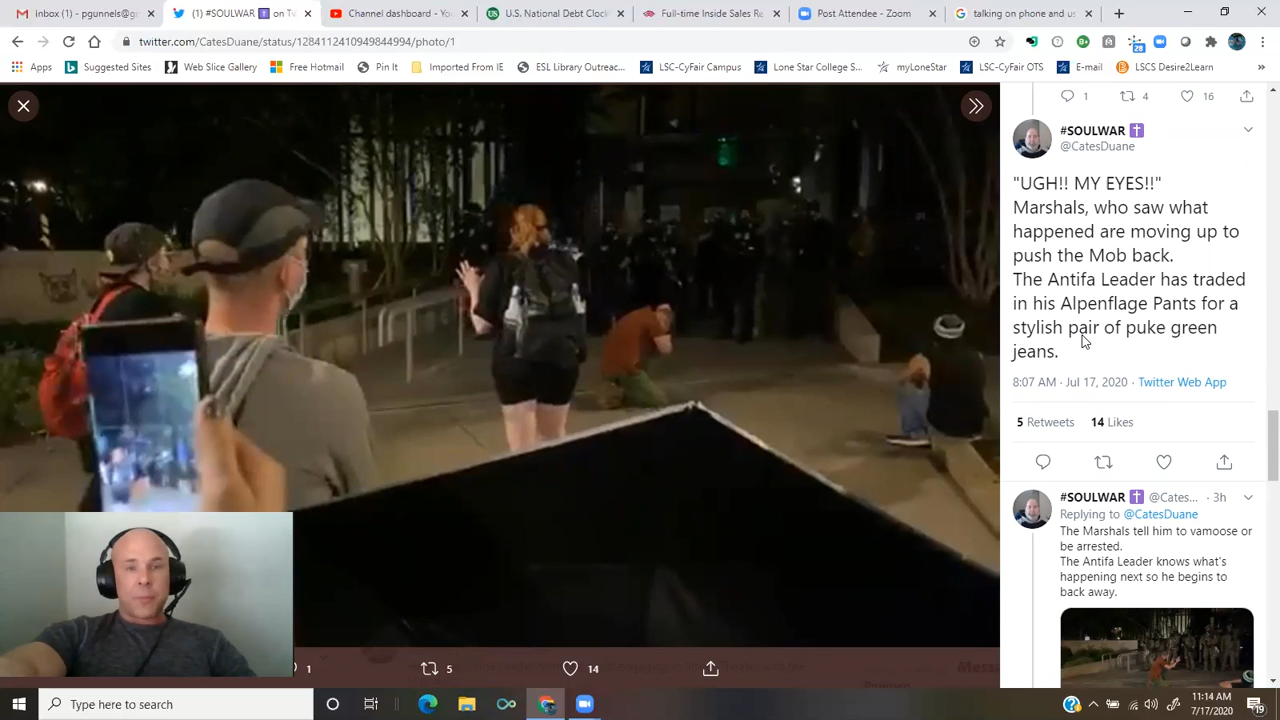 M Inbox (13) - pgunnels@g
(1) #SOULWAR ✝ on T
Channel dashboard - Yo
U.S. National Debt Cloc
Full-time Inside Sales R
Post Attendee - Zoom
talking on phone and us
twitter.com/CatesDuane/status/1284112410949844994/photo/1
28
Apps
Suggested Sites
Web Slice Gallery
Free Hotmail
Pin It
Imported From IE
ESL Library Outreac...
LSC-CyFair Campus
Lone Star College S...
myLoneStar
LSC-CyFair OTS
E-mail
LSCS Desire2Learn
»
1 4 16
#SOULWAR ✝
@CatesDuane
"UGH!! MY EYES!!"
Marshals, who saw what
happened are moving up to
push the Mob back.
The Antifa Leader has traded
in his Alpenflage Pants for a
stylish pair of puke green
jeans.
8:07 AM · Jul 17, 2020 · Twitter Web App
5 Retweets 14 Likes
#SOULWAR ✝ @Cates... · 3h
Replying to @CatesDuane
The Marshals tell him to vamoose or
be arrested.
The Antifa Leader knows what's
happening next so he begins to
back away.
1 5 14
Type here to search
11:14 AM
7/17/2020
19